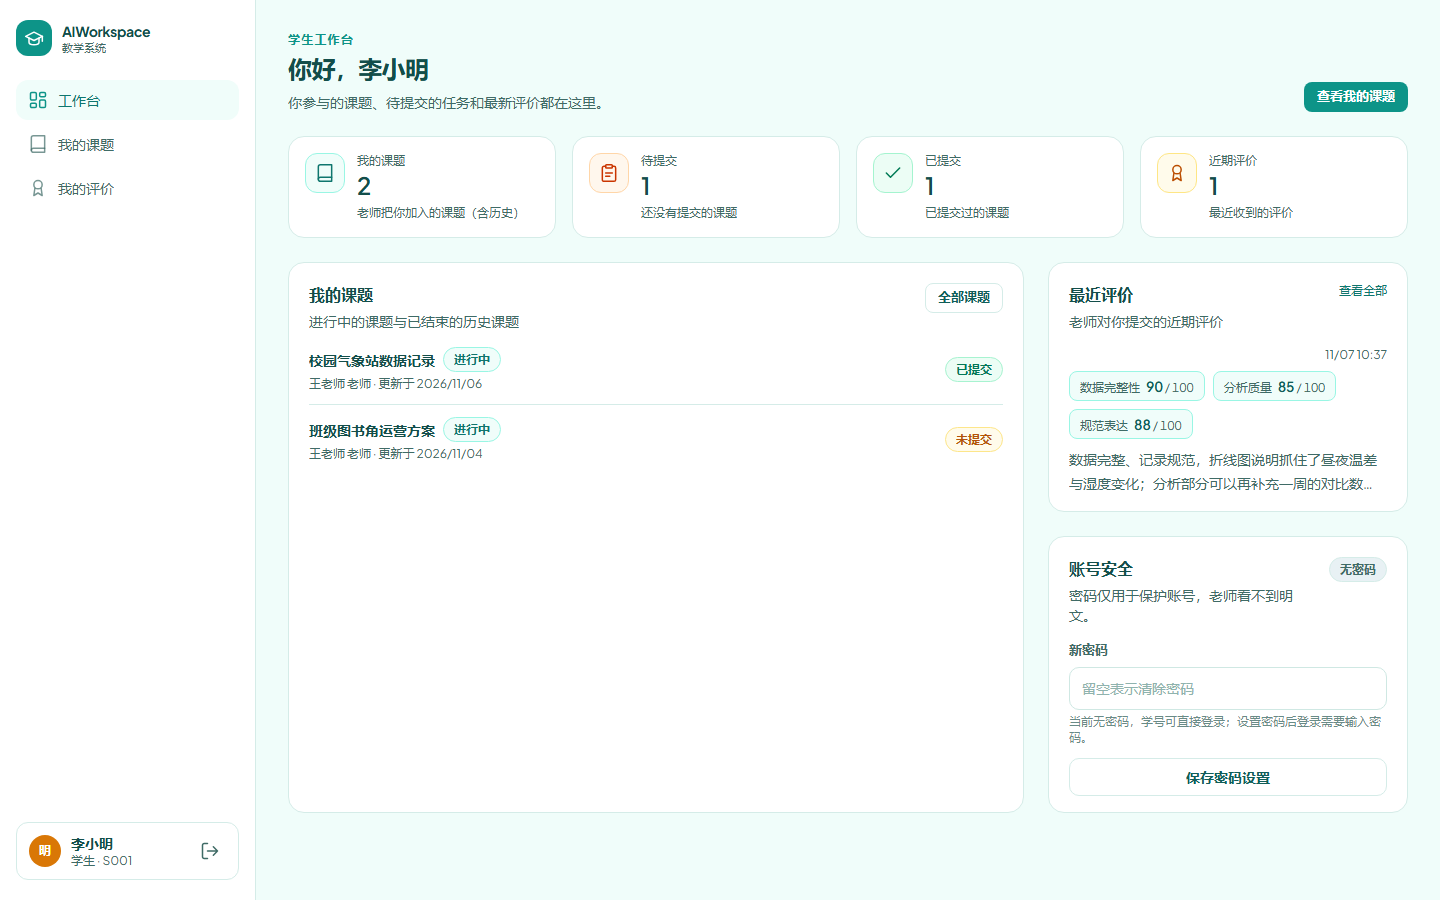 AIWorkspace
教学系统
工作台
我的课题
我的评价
李小明
学生 · S001
明
学生工作台
你好，李小明
你参与的课题、待提交的任务和最新评价都在这里。
查看我的课题
我的课题
2
老师把你加入的课题（含历史）
待提交
1
还没有提交的课题
已提交
1
已提交过的课题
近期评价
1
最近收到的评价
我的课题
进行中的课题与已结束的历史课题
全部课题
校园气象站数据记录 进行中
王老师 老师 · 更新于 2026/11/06
已提交
班级图书角运营方案 进行中
王老师 老师 · 更新于 2026/11/04
未提交
最近评价
查看全部
老师对你提交的近期评价
11/07 10:37
数据完整性 90 / 100 分析质量 85 / 100
规范表达 88 / 100
数据完整、记录规范，折线图说明抓住了昼夜温差
与湿度变化；分析部分可以再补充一周的对比数...
账号安全
无密码
密码仅用于保护账号，老师看不到明
文。
新密码
留空表示清除密码
当前无密码，学号可直接登录；设置密码后登录需要输入密
码。
保存密码设置